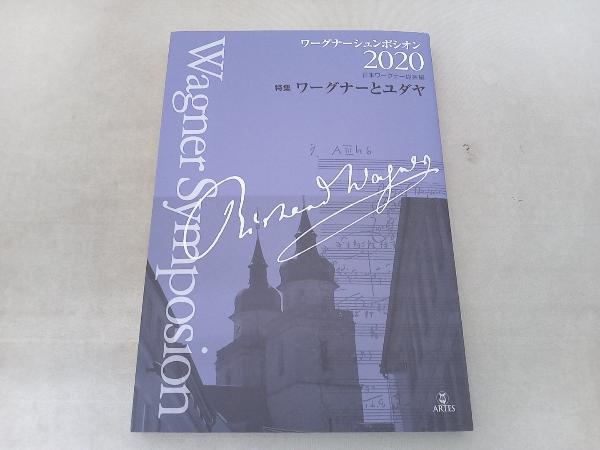 ワーグナーシュンポシオン
2020
日本ワーグナー協会編
特集 ワーグナーとユダヤ
Wagner Symposion
Richard Wagner
ARTES